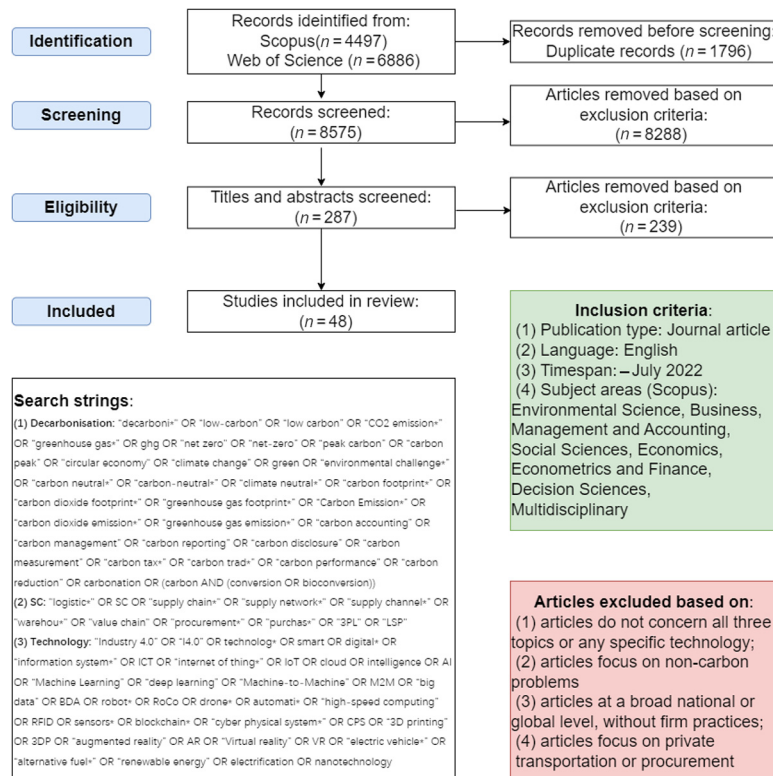 Identification
Records identified from:
Scopus(n = 4497)
Web of Science (n = 6886)
Records removed before screening:
Duplicate records (n = 1796)
Screening
Records screened:
(n = 8575)
Articles removed based on
exclusion criteria:
(n = 8288)
Eligibility
Titles and abstracts screened:
(n = 287)
Articles removed based on
exclusion criteria:
(n = 239)
Included
Studies included in review:
(n = 48)
Inclusion criteria:
(1) Publication type: Journal article
(2) Language: English
(3) Timespan: –July 2022
(4) Subject areas (Scopus):
Environmental Science, Business,
Management and Accounting,
Social Sciences, Economics,
Econometrics and Finance,
Decision Sciences,
Multidisciplinary
Search strings:
(1) Decarbonisation: "decarboni*" OR "low-carbon" OR "low carbon" OR "CO2 emission*"
OR "greenhouse gas*" OR ghg OR "net zero" OR "net-zero" OR "peak carbon" OR "carbon
peak" OR "circular economy" OR "climate change" OR green OR "environmental challenge*"
OR "carbon neutral*" OR "carbon-neutral*" OR "climate neutral*" OR "carbon footprint*" OR
"carbon dioxide footprint*" OR "greenhouse gas footprint*" OR "Carbon Emission*" OR
"carbon dioxide emission*" OR "greenhouse gas emission*" OR "carbon accounting" OR
"carbon management" OR "carbon reporting" OR "carbon disclosure" OR "carbon
measurement" OR "carbon tax*" OR "carbon trad*" OR "carbon performance" OR "carbon
reduction" OR carbonation OR (carbon AND (conversion OR bioconversion))
(2) SC: "logistic*" OR SC OR "supply chain*" OR "supply network*" OR "supply channel*" OR
"warehou*" OR "value chain" OR "procurement*" OR "purchas*" OR "3PL" OR "LSP"
(3) Technology: "Industry 4.0" OR "I4.0" OR technolog* OR smart OR digital* OR
"information system*" OR ICT OR "internet of thing*" OR IoT OR cloud OR intelligence OR AI
OR "Machine Learning" OR "deep learning" OR "Machine-to-Machine" OR M2M OR "big
data" OR BDA OR robot* OR RoCo OR drone* OR automati* OR "high-speed computing"
OR RFID OR sensors* OR blockchain* OR "cyber physical system*" OR CPS OR "3D printing"
OR 3DP OR "augmented reality" OR AR OR "Virtual reality" OR VR OR "electric vehicle*" OR
"alternative fuel*" OR "renewable energy" OR electrification OR nanotechnology
Articles excluded based on:
(1) articles do not concern all three
topics or any specific technology;
(2) articles focus on non-carbon
problems
(3) articles at a broad national or
global level, without firm practices;
(4) articles focus on private
transportation or procurement